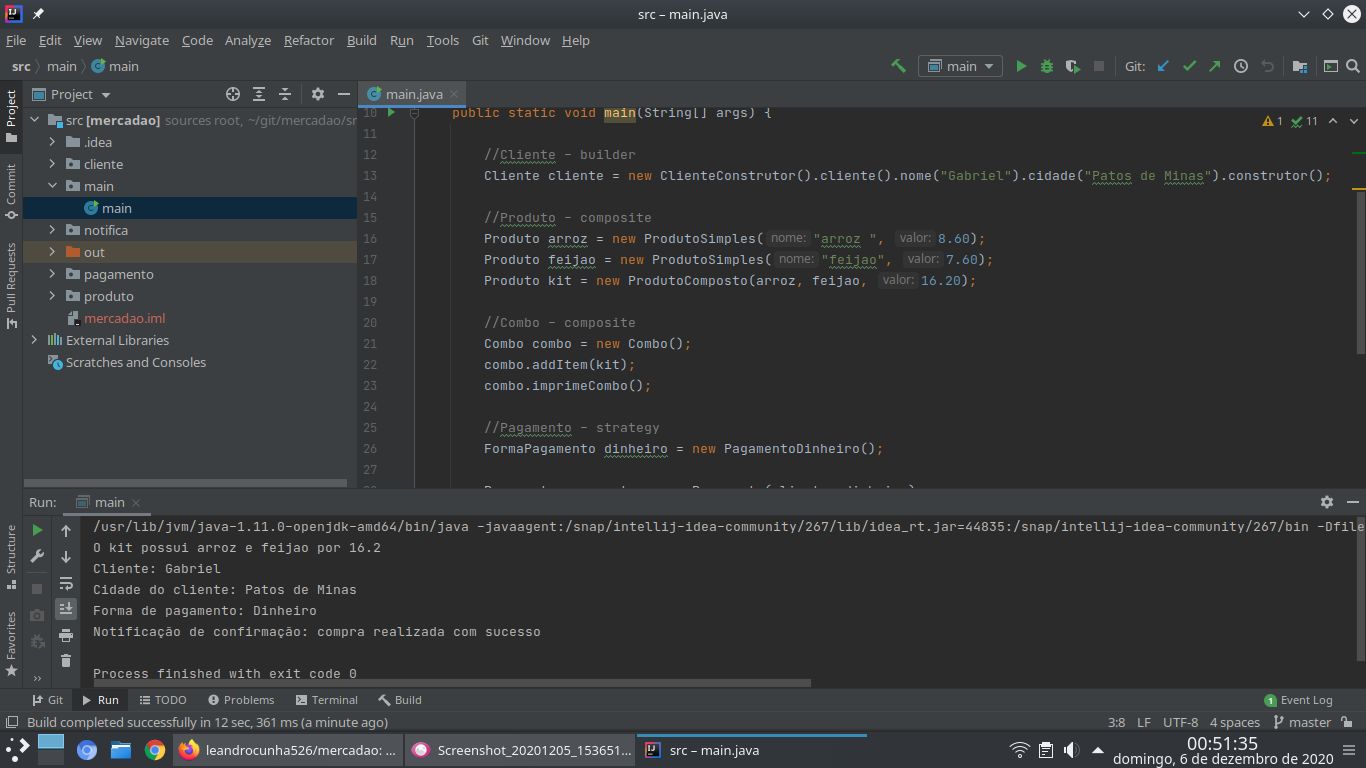 src – main.java
File Edit View Navigate Code Analyze Refactor Build Run Tools Git Window Help
src main main
main Git:
Project
Project
Commit
Pull Requests
src [mercadao] sources root, ~/git/mercadao/sr
.idea
cliente
main
main
notifica
out
pagamento
produto
mercadao.iml
External Libraries
Scratches and Consoles
main.java
1 11
10 public static void main(String[] args) {
11
12 //Cliente - builder
13 Cliente cliente = new ClienteConstrutor().cliente().nome("Gabriel").cidade("Patos de Minas").construtor();
14
15 //Produto - composite
16 Produto arroz = new ProdutoSimples( nome: "arroz ", valor: 8.60);
17 Produto feijao = new ProdutoSimples( nome: "feijao", valor: 7.60);
18 Produto kit = new ProdutoComposto(arroz, feijao, valor: 16.20);
19
20 //Combo - composite
21 Combo combo = new Combo();
22 combo.addItem(kit);
23 combo.imprimeCombo();
24
25 //Pagamento - strategy
26 FormaPagamento dinheiro = new PagamentoDinheiro();
27
Run: main
Structure
Favorites
/usr/lib/jvm/java-1.11.0-openjdk-amd64/bin/java -javaagent:/snap/intellij-idea-community/267/lib/idea_rt.jar=44835:/snap/intellij-idea-community/267/bin -Dfile
O kit possui arroz e feijao por 16.2
Cliente: Gabriel
Cidade do cliente: Patos de Minas
Forma de pagamento: Dinheiro
Notificação de confirmação: compra realizada com sucesso
Process finished with exit code 0
Git Run TODO Problems Terminal Build 1 Event Log
Build completed successfully in 12 sec, 361 ms (a minute ago) 3:8 LF UTF-8 4 spaces master
leandrocunha526/mercadao: ... Screenshot_20201205_153651... src – main.java
00:51:35
domingo, 6 de dezembro de 2020